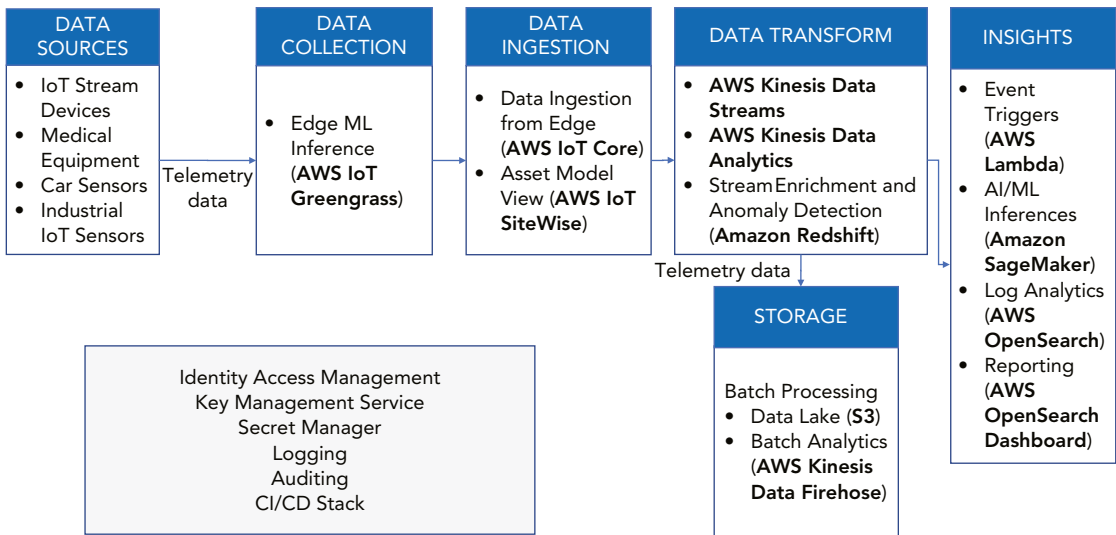 DATA
SOURCES
• IoT Stream
Devices
• Medical
Equipment
• Car Sensors
• Industrial
IoT Sensors
Telemetry
data
DATA
COLLECTION
• Edge ML
Inference
(AWS IoT
Greengrass)
DATA
INGESTION
• Data Ingestion
from Edge
(AWS IoT Core)
• Asset Model
View (AWS IoT
SiteWise)
DATA TRANSFORM
• AWS Kinesis Data
Streams
• AWS Kinesis Data
Analytics
• Stream Enrichment and
Anomaly Detection
(Amazon Redshift)
Telemetry data
INSIGHTS
• Event
Triggers
(AWS
Lambda)
• AI/ML
Inferences
(Amazon
SageMaker)
• Log Analytics
(AWS
OpenSearch)
• Reporting
(AWS
OpenSearch
Dashboard)
STORAGE
Batch Processing
• Data Lake (S3)
• Batch Analytics
(AWS Kinesis
Data Firehose)
Identity Access Management
Key Management Service
Secret Manager
Logging
Auditing
CI/CD Stack